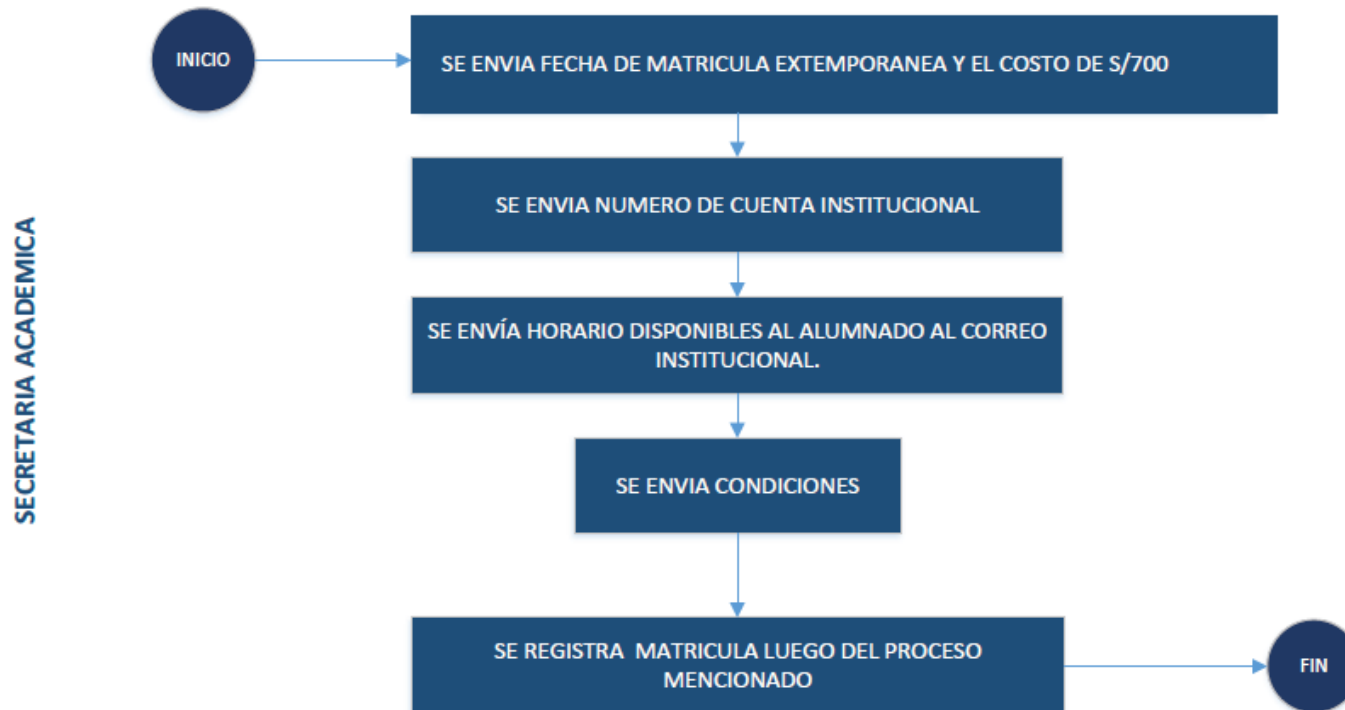 INICIO
SE ENVIA FECHA DE MATRICULA EXTEMPORANEA Y EL COSTO DE S/700
SE ENVIA NUMERO DE CUENTA INSTITUCIONAL
SECRETARIA ACADEMICA
SE ENVÍA HORARIO DISPONIBLES AL ALUMNADO AL CORREO
INSTITUCIONAL.
SE ENVIA CONDICIONES
SE REGISTRA  MATRICULA LUEGO DEL PROCESO
MENCIONADO
FIN